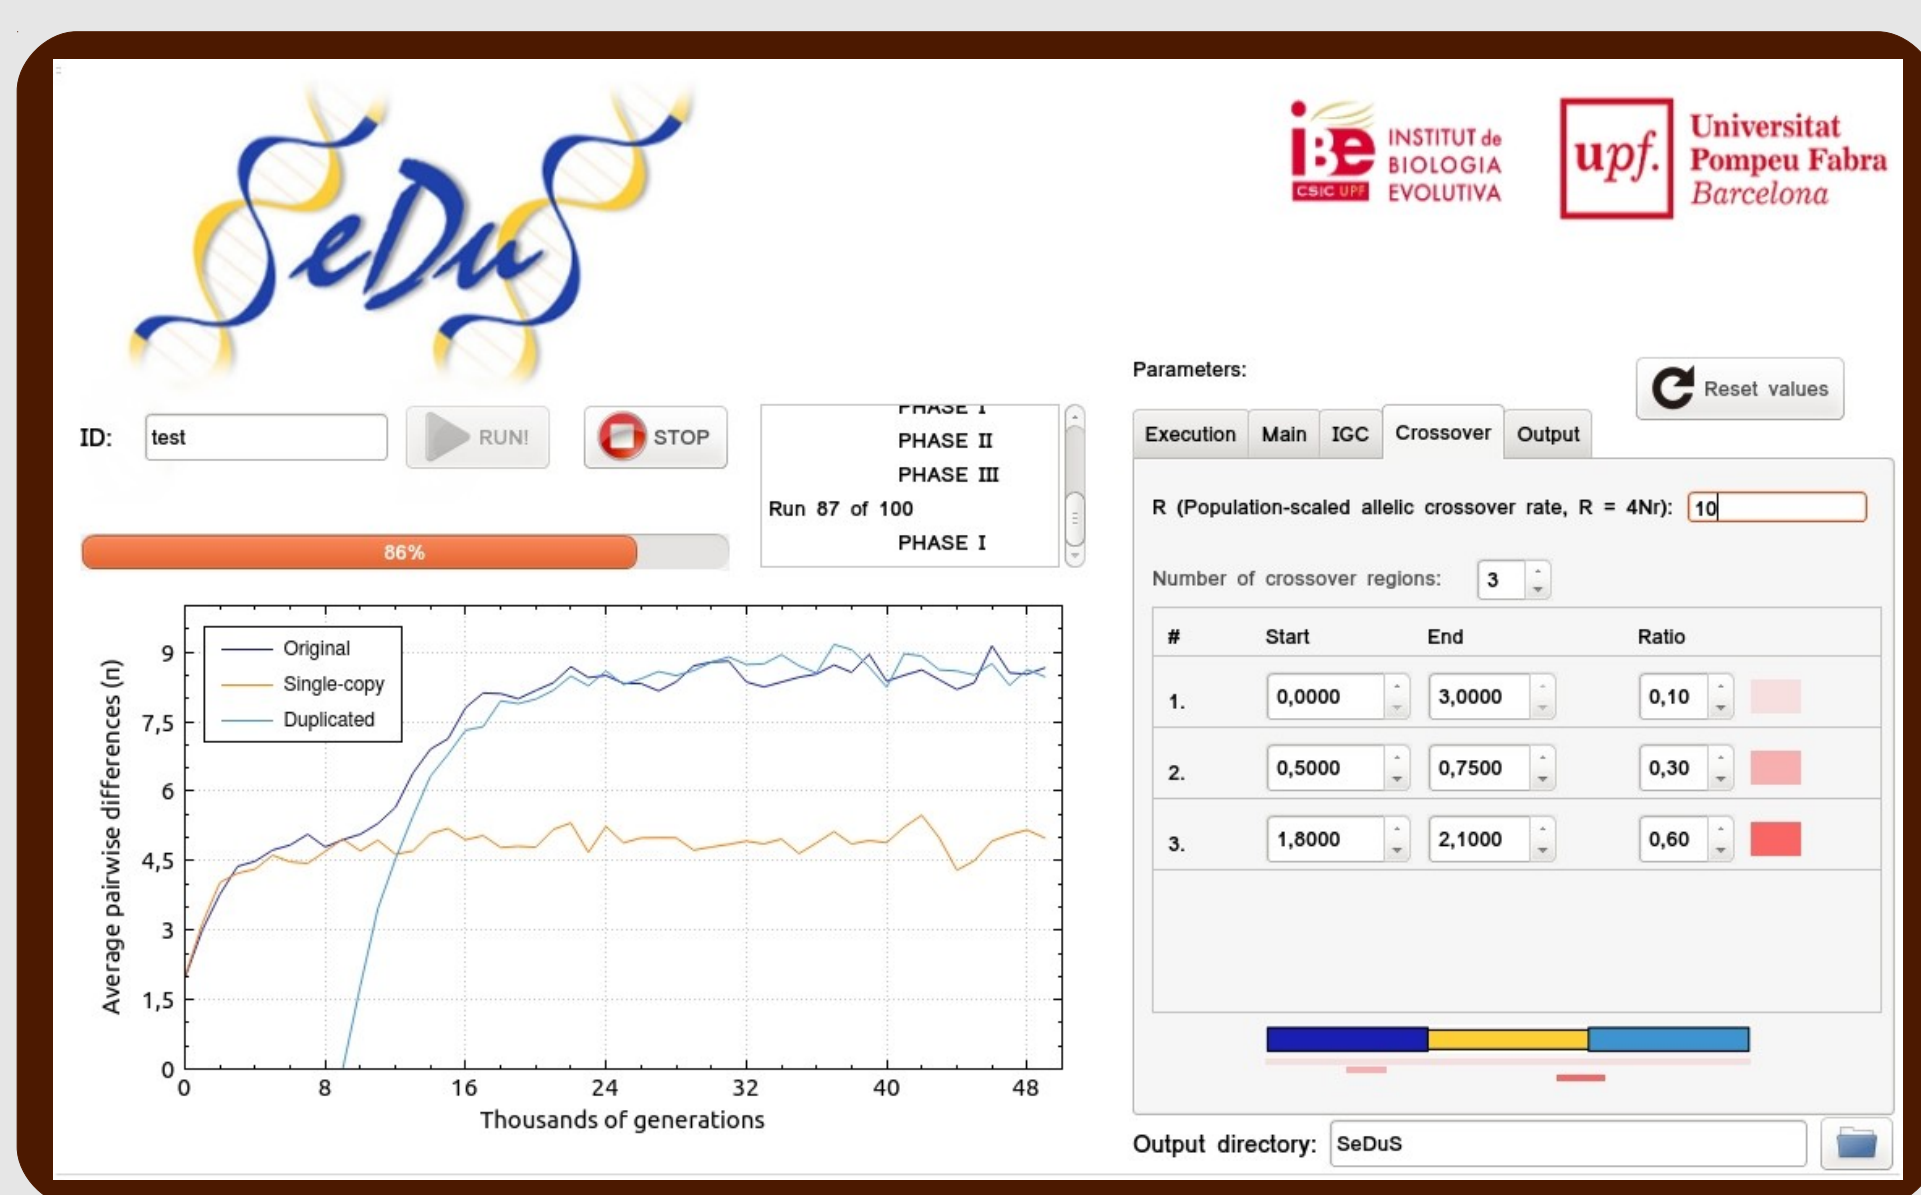 SeDuS
iBE
CSIC UPF
INSTITUT de
BIOLOGIA
EVOLUTIVA
upf.
Universitat
Pompeu Fabra
Barcelona
ID:
test
RUN!
STOP
PHASE I
PHASE II
PHASE III
Run 87 of 100
PHASE I
86%
Parameters:
Reset values
Execution Main IGC Crossover Output
R (Population-scaled allelic crossover rate, R = 4Nr): 10
Number of crossover regions: 3
# Start End Ratio
1. 0,0000 3,0000 0,10
2. 0,5000 0,7500 0,30
3. 1,8000 2,1000 0,60
Output directory: SeDuS
Average pairwise differences (n)
9
7,5
6
4,5
3
1,5
0
Original
Single-copy
Duplicated
0 8 16 24 32 40 48
Thousands of generations